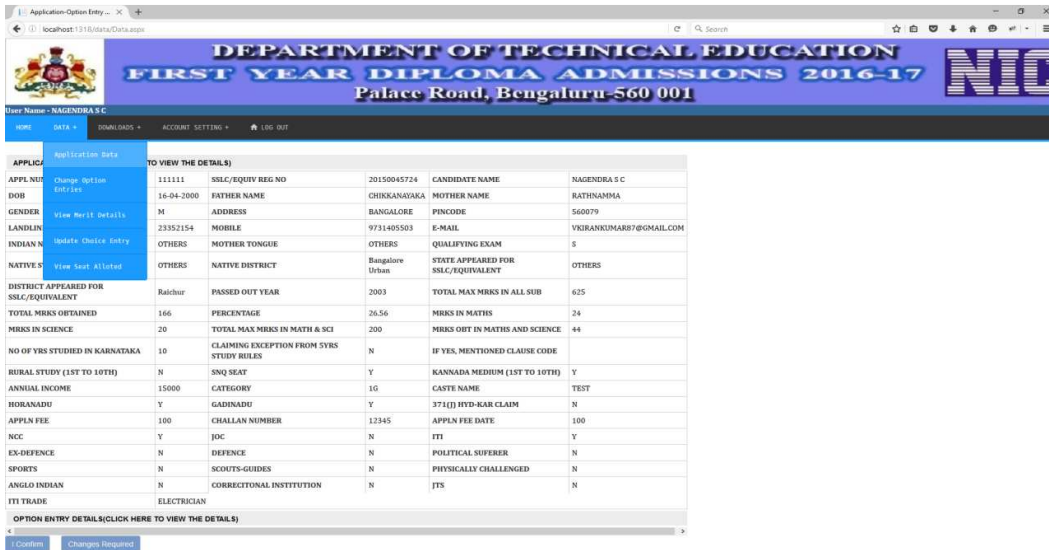 Application-Option Entry ...
localhost:1318/data/Data.aspx
Search
DEPARTMENT OF TECHNICAL EDUCATION
FIRST YEAR DIPLOMA ADMISSIONS 2016-17
Palace Road, Bengaluru-560 001
NIC
User Name - NAGENDRA S C
HOME DATA + DOWNLOADS + ACCOUNT SETTING + LOG OUT
Application Data
Change Option Entries
View Merit Details
Update Choice Entry
View Seat Alloted
APPLICA TO VIEW THE DETAILS)
APPL NUM 111111 SSLC/EQUIV REG NO 20150045724 CANDIDATE NAME NAGENDRA S C
DOB 16-04-2000 FATHER NAME CHIKKANAYAKA MOTHER NAME RATHNAMMA
GENDER M ADDRESS BANGALORE PINCODE 560079
LANDLIN 23352154 MOBILE 9731405503 E-MAIL VKIRANKUMAR87@GMAIL.COM
INDIAN N OTHERS MOTHER TONGUE OTHERS QUALIFYING EXAM S
NATIVE S OTHERS NATIVE DISTRICT Bangalore Urban STATE APPEARED FOR SSLC/EQUIVALENT OTHERS
DISTRICT APPEARED FOR SSLC/EQUIVALENT Raichur PASSED OUT YEAR 2003 TOTAL MAX MRKS IN ALL SUB 625
TOTAL MRKS OBTAINED 166 PERCENTAGE 26.56 MRKS IN MATHS 24
MRKS IN SCIENCE 20 TOTAL MAX MRKS IN MATH & SCI 200 MRKS OBT IN MATHS AND SCIENCE 44
NO OF YRS STUDIED IN KARNATAKA 10 CLAIMING EXCEPTION FROM 5YRS STUDY RULES N IF YES, MENTIONED CLAUSE CODE
RURAL STUDY (1ST TO 10TH) N SNQ SEAT Y KANNADA MEDIUM (1ST TO 10TH) Y
ANNUAL INCOME 15000 CATEGORY 1G CASTE NAME TEST
HORANADU Y GADINADU Y 371(J) HYD-KAR CLAIM N
APPLN FEE 100 CHALLAN NUMBER 12345 APPLN FEE DATE 100
NCC Y JOC N ITI Y
EX-DEFENCE N DEFENCE N POLITICAL SUFERER N
SPORTS N SCOUTS-GUIDES N PHYSICALLY CHALLENGED N
ANGLO INDIAN N CORRECITONAL INSTITUTION N JTS N
ITI TRADE ELECTRICIAN
OPTION ENTRY DETAILS(CLICK HERE TO VIEW THE DETAILS)
I Confirm Changes Required